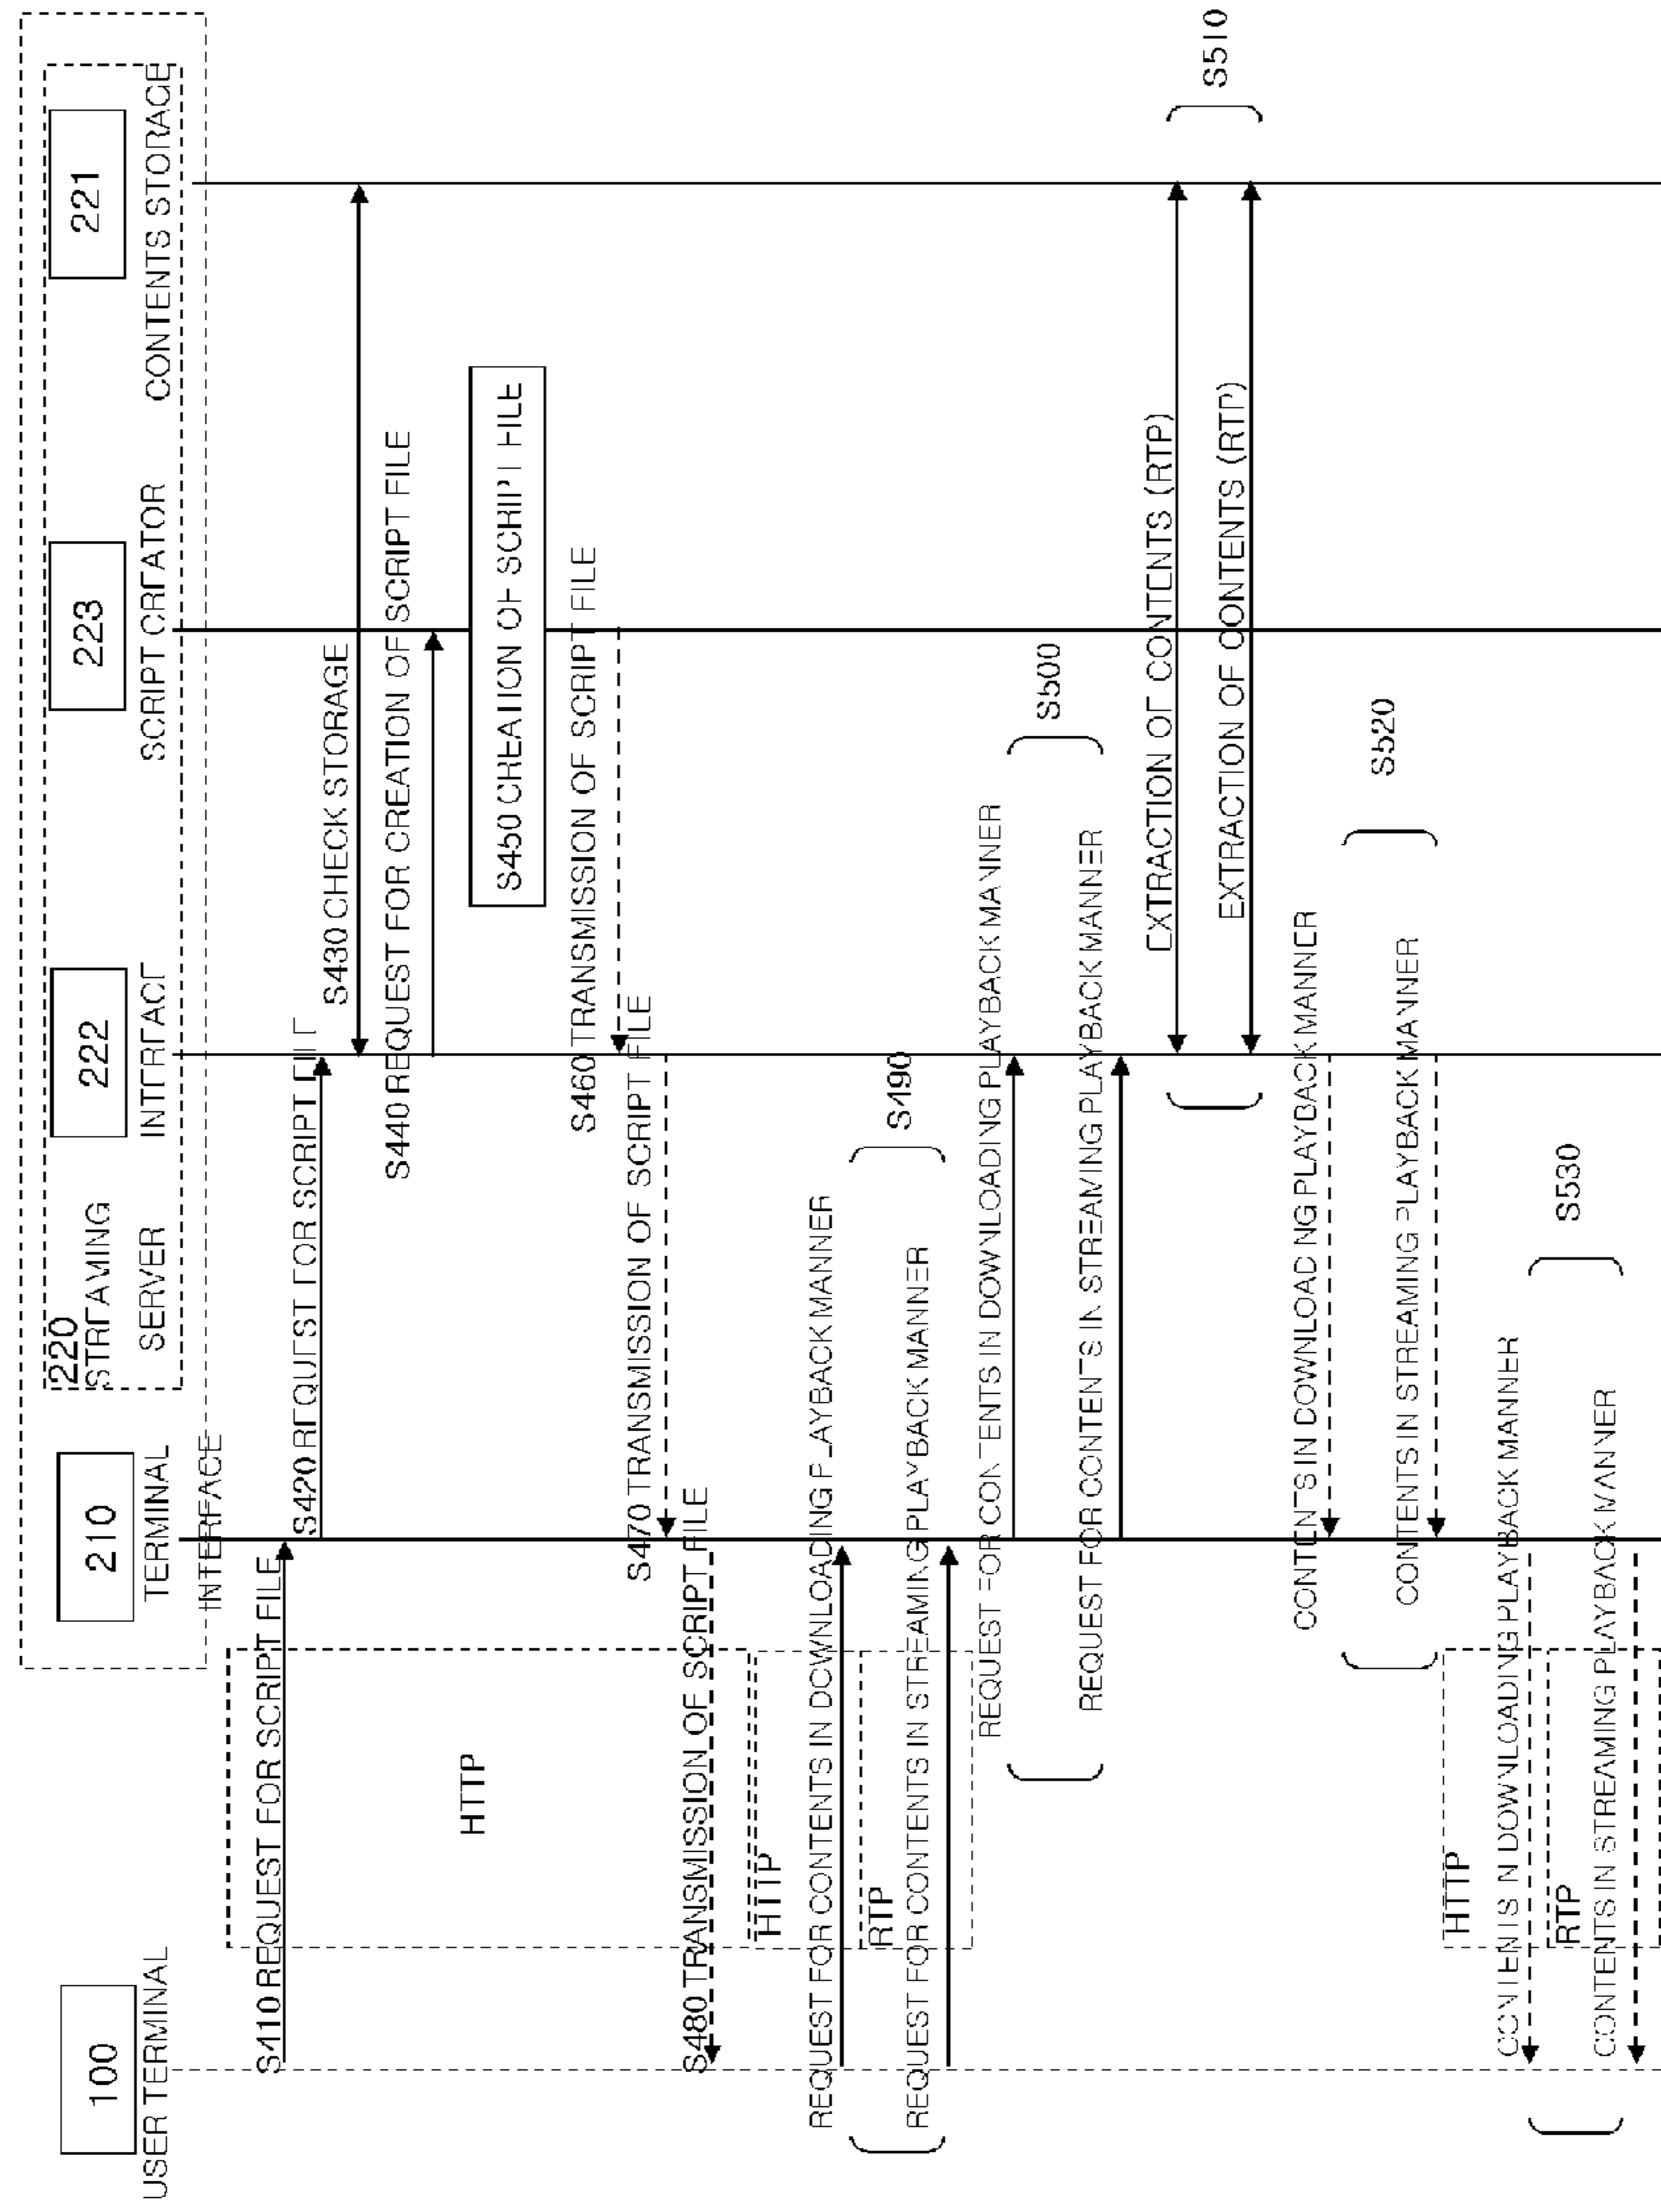 100
USER TERMINAL
210
TERMINAL
INTERFACE
220
STREAMING
SERVER
222
INTERFACE
223
SCRIPT CREATOR
221
CONTENTS STORAGE
S410 REQUEST FOR SCRIPT FILE
S420 REQUEST FOR SCRIPT FILE
S430 CHECK STORAGE
S440 REQUEST FOR CREATION OF SCRIPT FILE
HTTP
S450 CREATION OF SCRIPT FILE
S460 TRANSMISSION OF SCRIPT FILE
S470 TRANSMISSION OF SCRIPT FILE
S480 TRANSMISSION OF SCRIPT FILE
HTTP
REQUEST FOR CONTENTS IN DOWNLOADING PLAYBACK MANNER
S490
RTP
REQUEST FOR CONTENTS IN STREAMING PLAYBACK MANNER
REQUEST FOR CONTENTS IN DOWNLOADING PLAYBACK MANNER
S500
REQUEST FOR CONTENTS IN STREAMING PLAYBACK MANNER
EXTRACTION OF CONTENTS (RTP)
S510
EXTRACTION OF CONTENTS (RTP)
CONTENTS IN DOWNLOADING PLAYBACK MANNER
S520
CONTENTS IN STREAMING PLAYBACK MANNER
HTTP
CONTENTS IN DOWNLOADING PLAYBACK MANNER
S530
RTP
CONTENTS IN STREAMING PLAYBACK MANNER